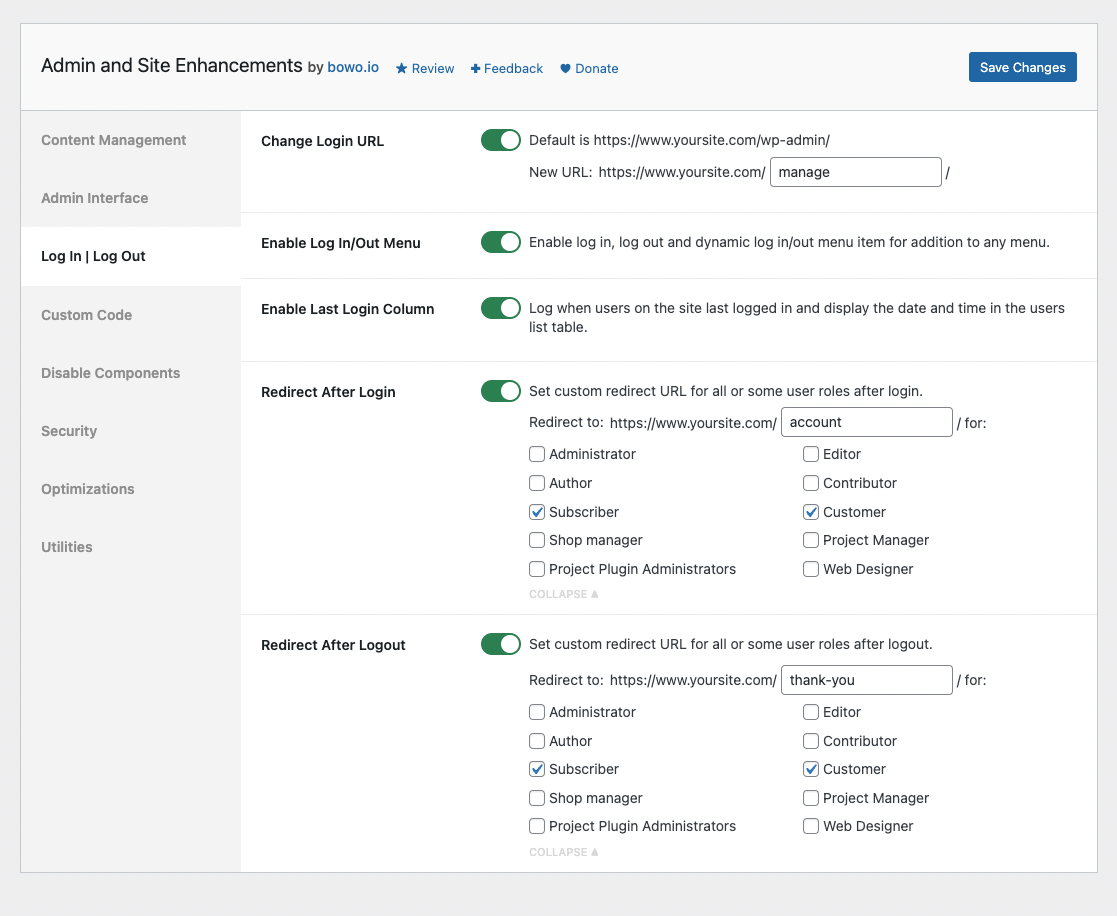 Admin and Site Enhancements by bowo.io Review Feedback Donate Save Changes
Content Management
Admin Interface
Log In | Log Out
Custom Code
Disable Components
Security
Optimizations
Utilities
Change Login URL
Default is https://www.yoursite.com/wp-admin/
New URL: https://www.yoursite.com/ manage /
Enable Log In/Out Menu
Enable log in, log out and dynamic log in/out menu item for addition to any menu.
Enable Last Login Column
Log when users on the site last logged in and display the date and time in the users
list table.
Redirect After Login
Set custom redirect URL for all or some user roles after login.
Redirect to: https://www.yoursite.com/ account / for:
Administrator Editor
Author Contributor
Subscriber Customer
Shop manager Project Manager
Project Plugin Administrators Web Designer
COLLAPSE
Redirect After Logout
Set custom redirect URL for all or some user roles after logout.
Redirect to: https://www.yoursite.com/ thank-you / for:
Administrator Editor
Author Contributor
Subscriber Customer
Shop manager Project Manager
Project Plugin Administrators Web Designer
COLLAPSE